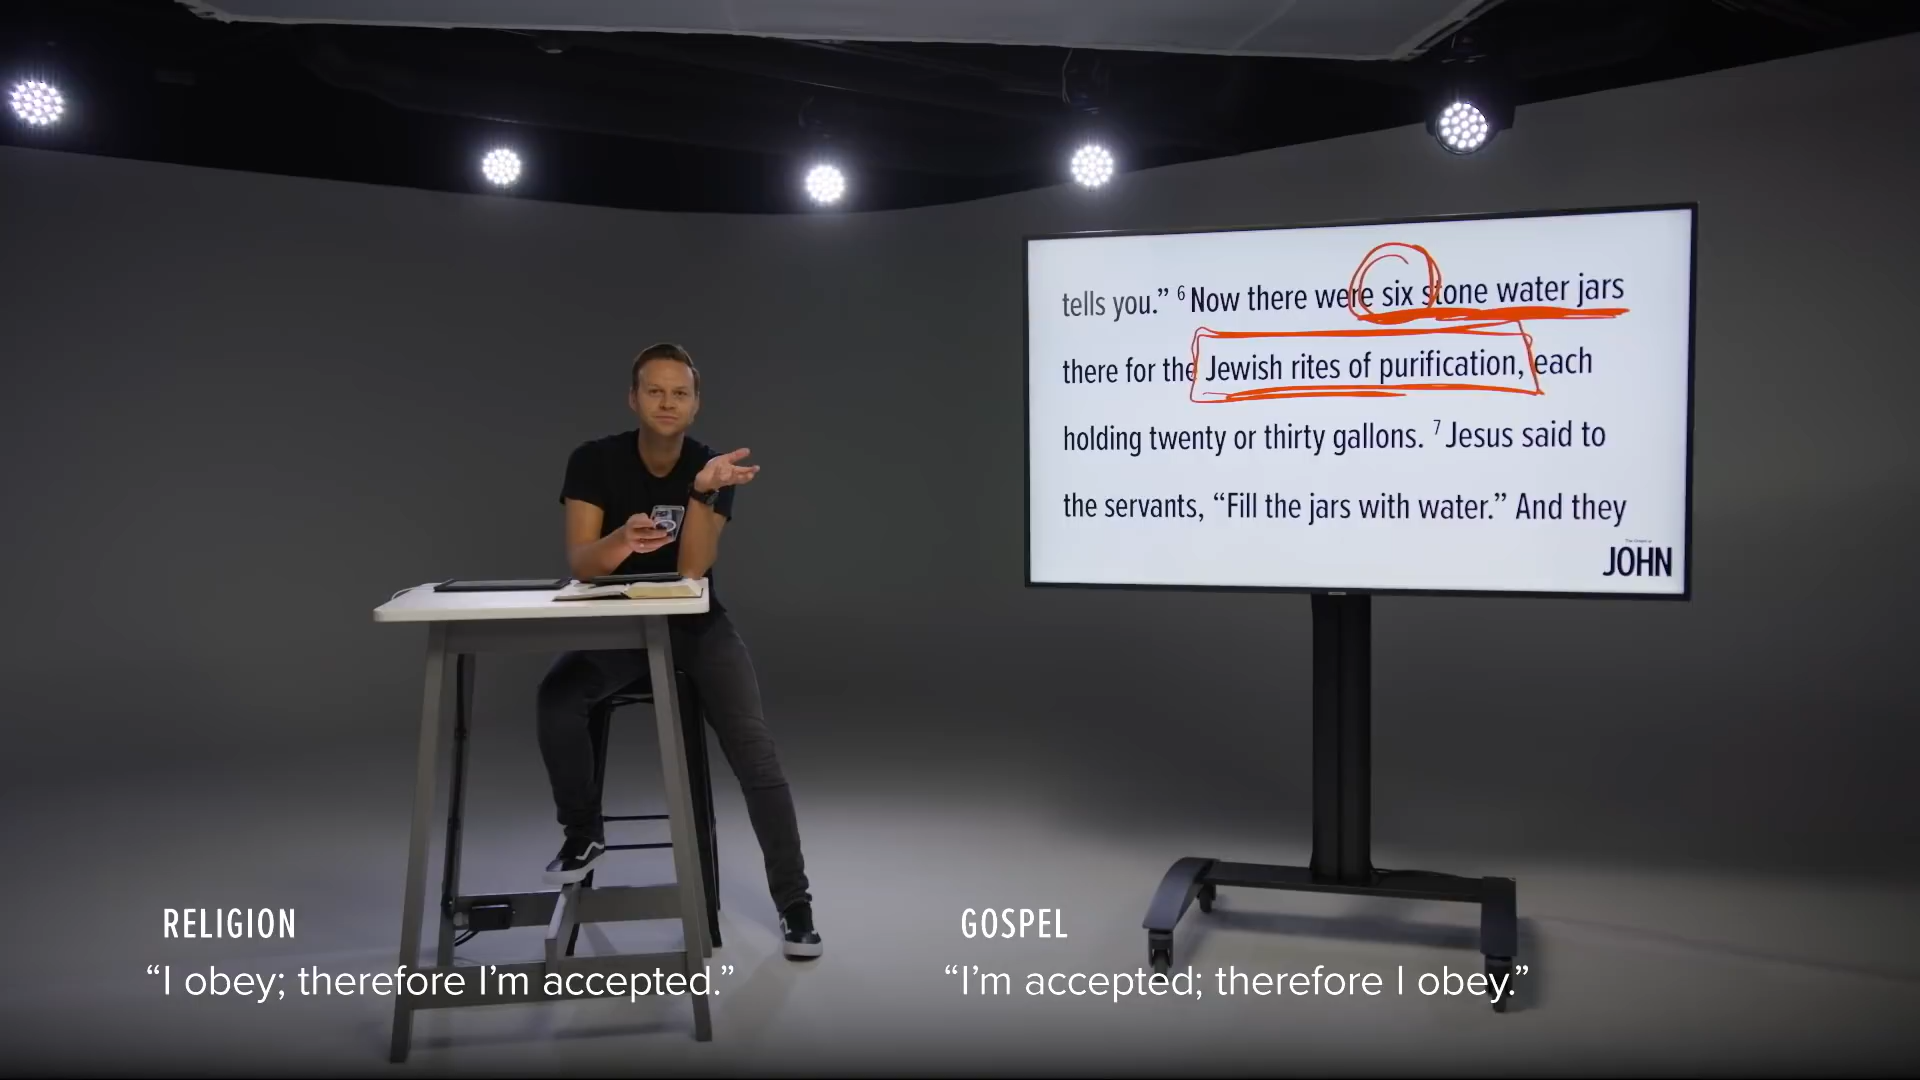 tells you.” 6 Now there were six stone water jars
there for the Jewish rites of purification, each
holding twenty or thirty gallons. 7 Jesus said to
the servants, “Fill the jars with water.” And they
JOHN
RELIGION
“I obey; therefore I’m accepted.”
GOSPEL
“I’m accepted; therefore I obey.”